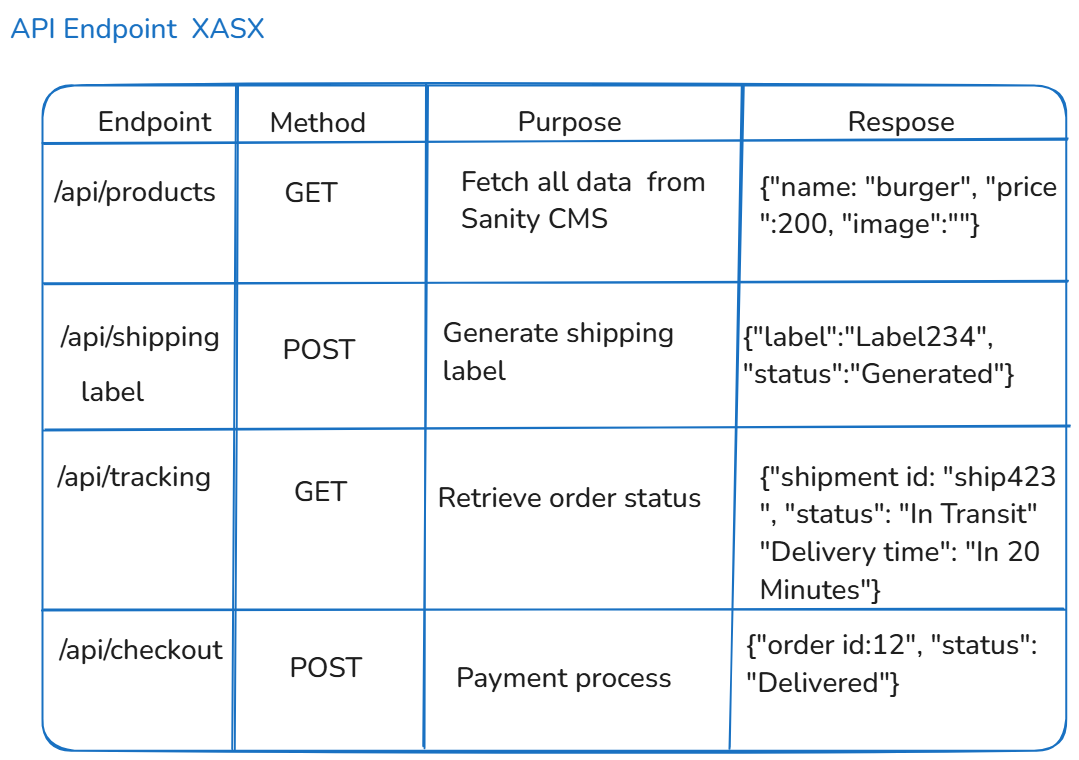 API Endpoint  XASX
Endpoint
Method
Purpose
Respose
/api/products
GET
Fetch all data  from
Sanity CMS
{"name: "burger", "price
":200, "image":""}
/api/shipping
label
POST
Generate shipping
label
{"label":"Label234",
"status":"Generated"}
/api/tracking
GET
Retrieve order status
{"shipment id: "ship423
", "status": "In Transit"
"Delivery time": "In 20
Minutes"}
/api/checkout
POST
Payment process
{"order id:12", "status":
"Delivered"}